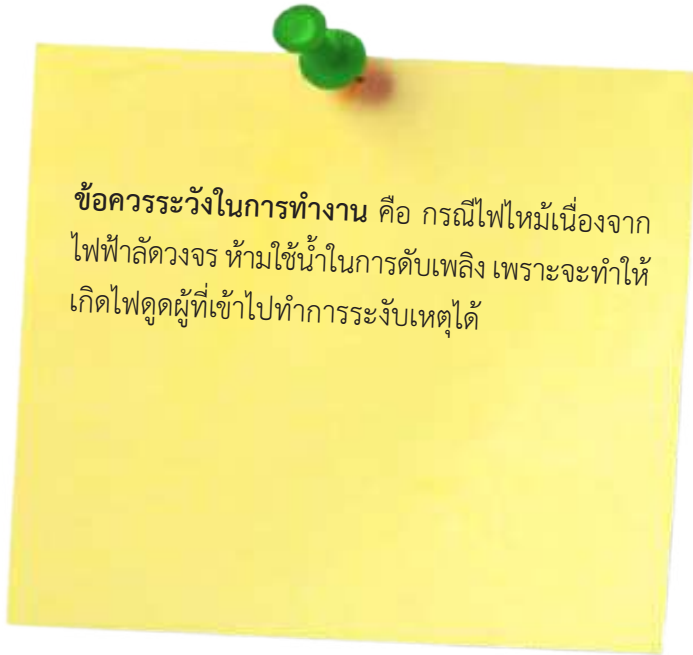 ข้อควรระวังในการทำงาน คือ กรณีไฟไหม้เนื่องจาก
ไฟฟ้าลัดวงจร ห้ามใช้น้ำในการดับเพลิง เพราะจะทำให้
เกิดไฟดูดผู้ที่เข้าไปทำการระงับเหตุได้